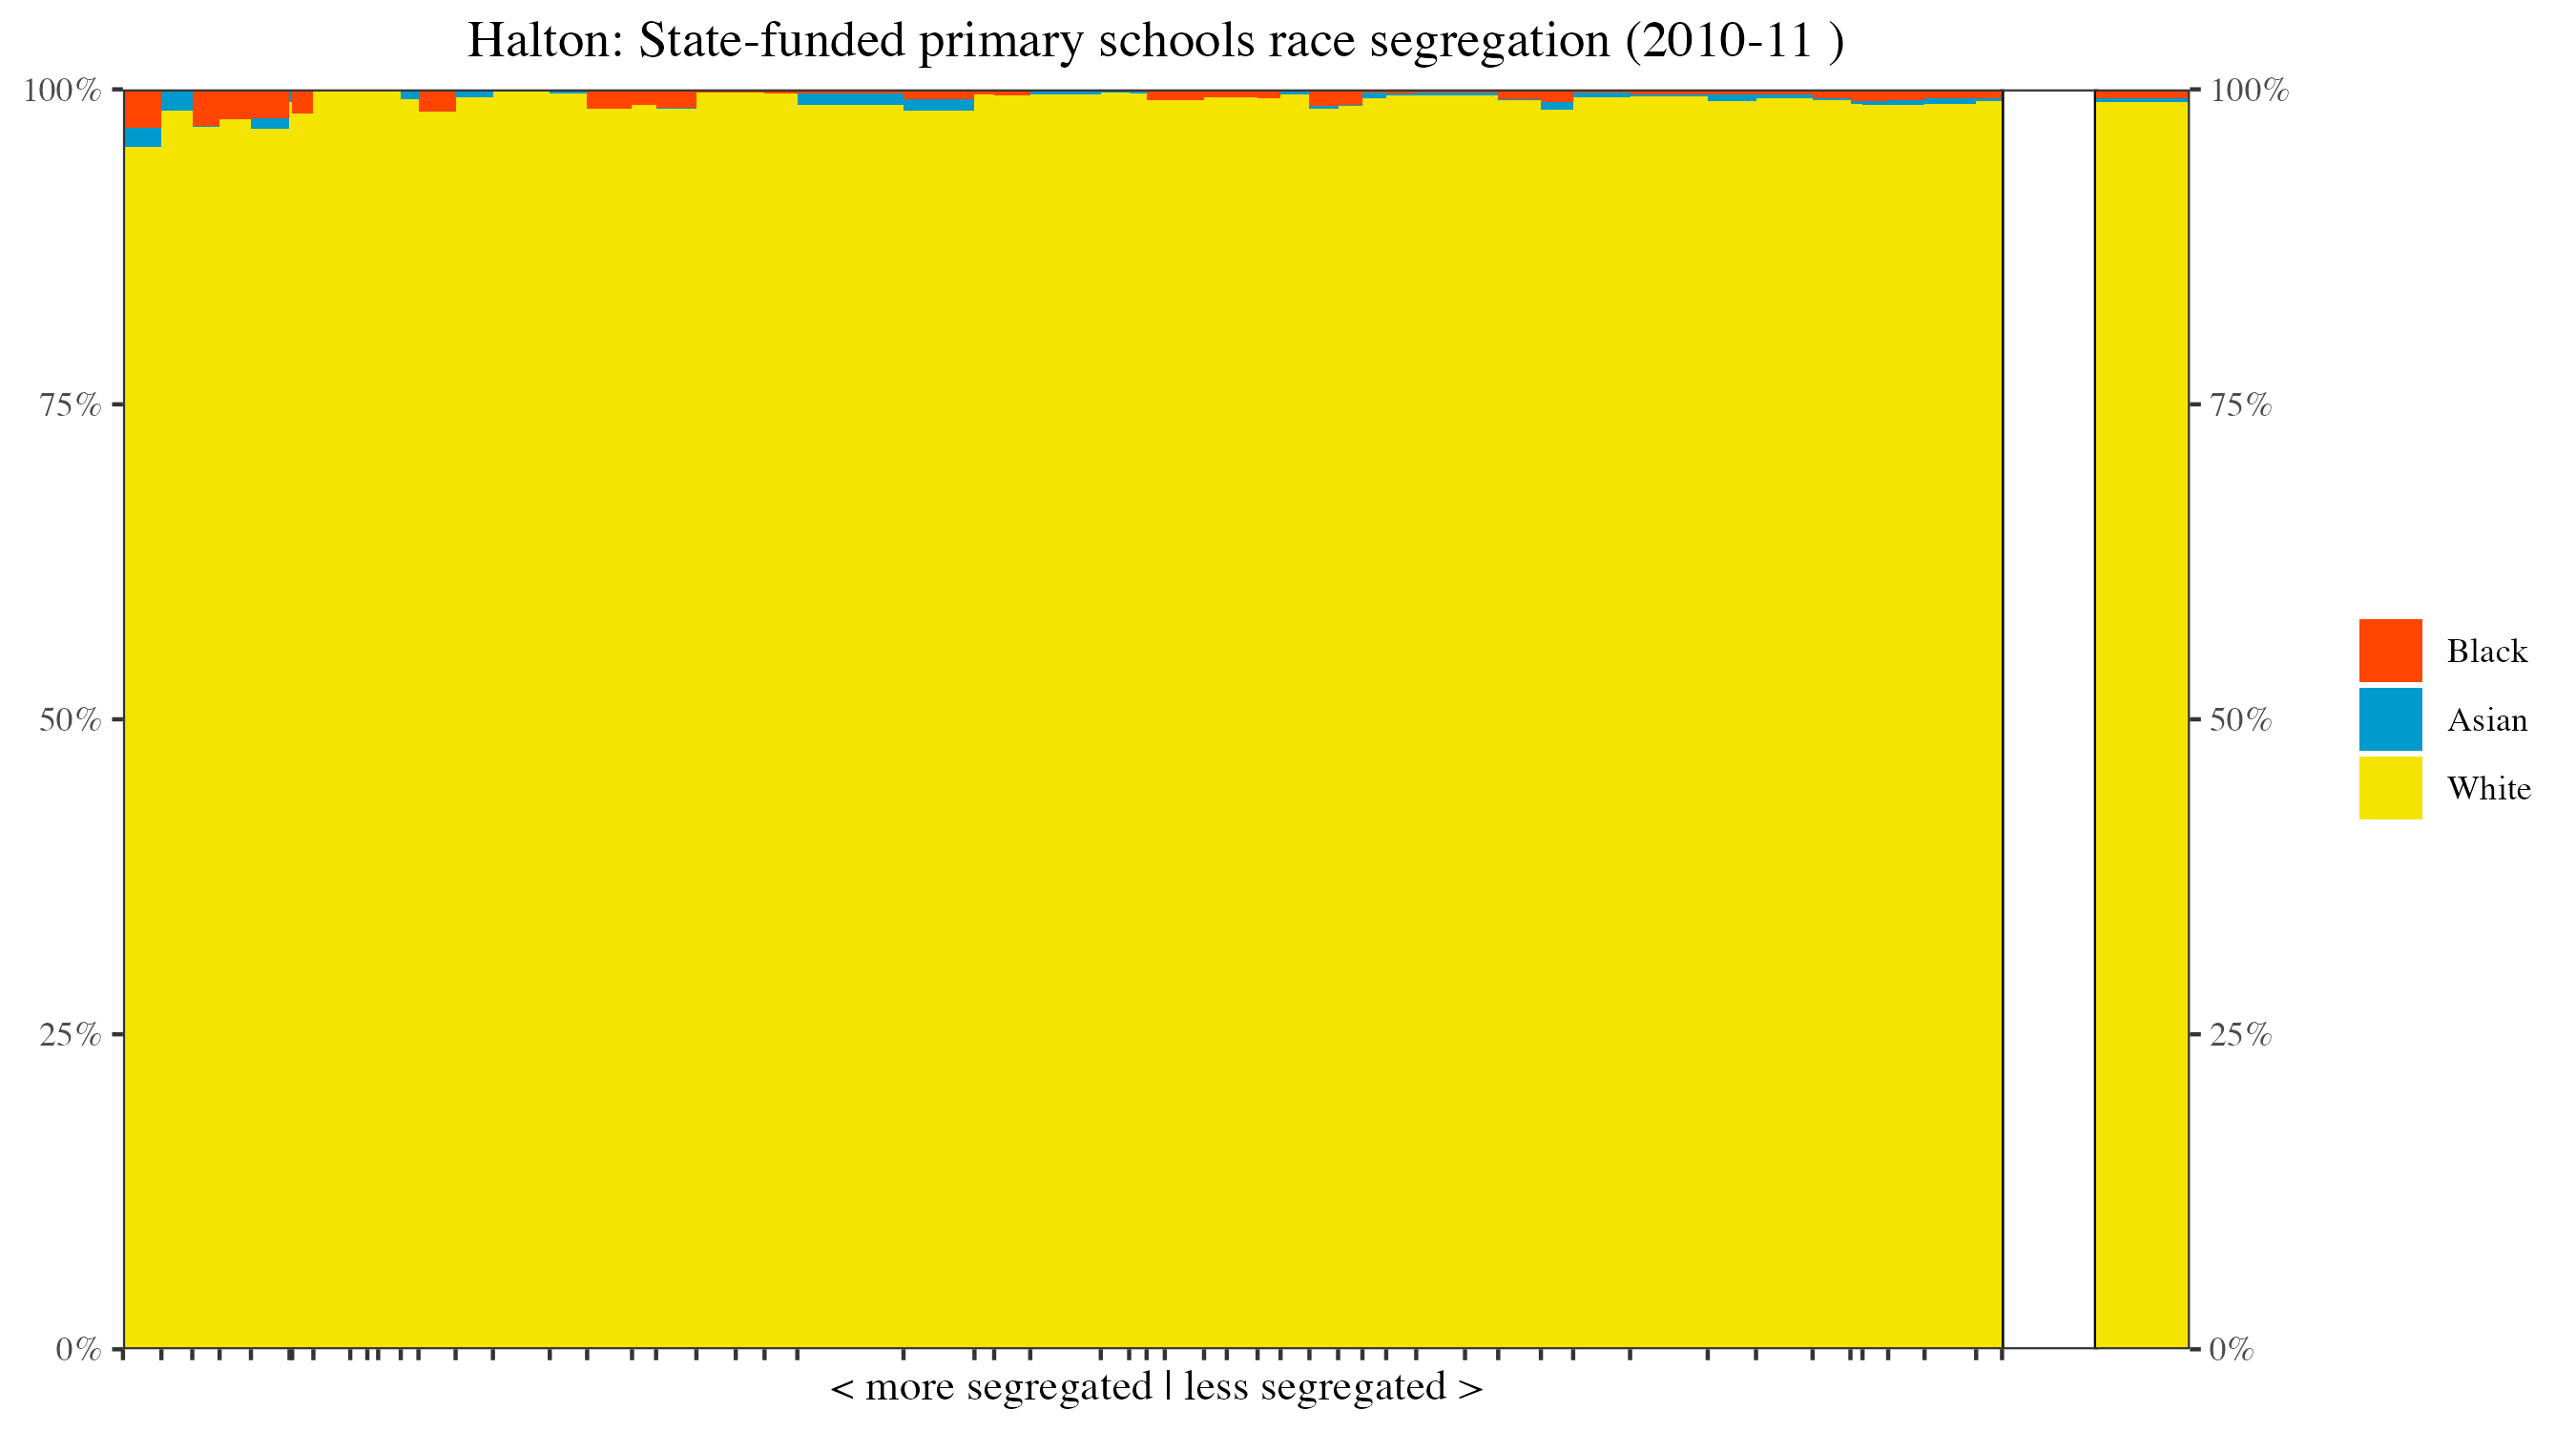 Halton: State-funded primary schools race segregation (2010-11 )
100%
75%
50%
25%
0%
100%
75%
50%
25%
0%
Black
Asian
White
< more segregated | less segregated >